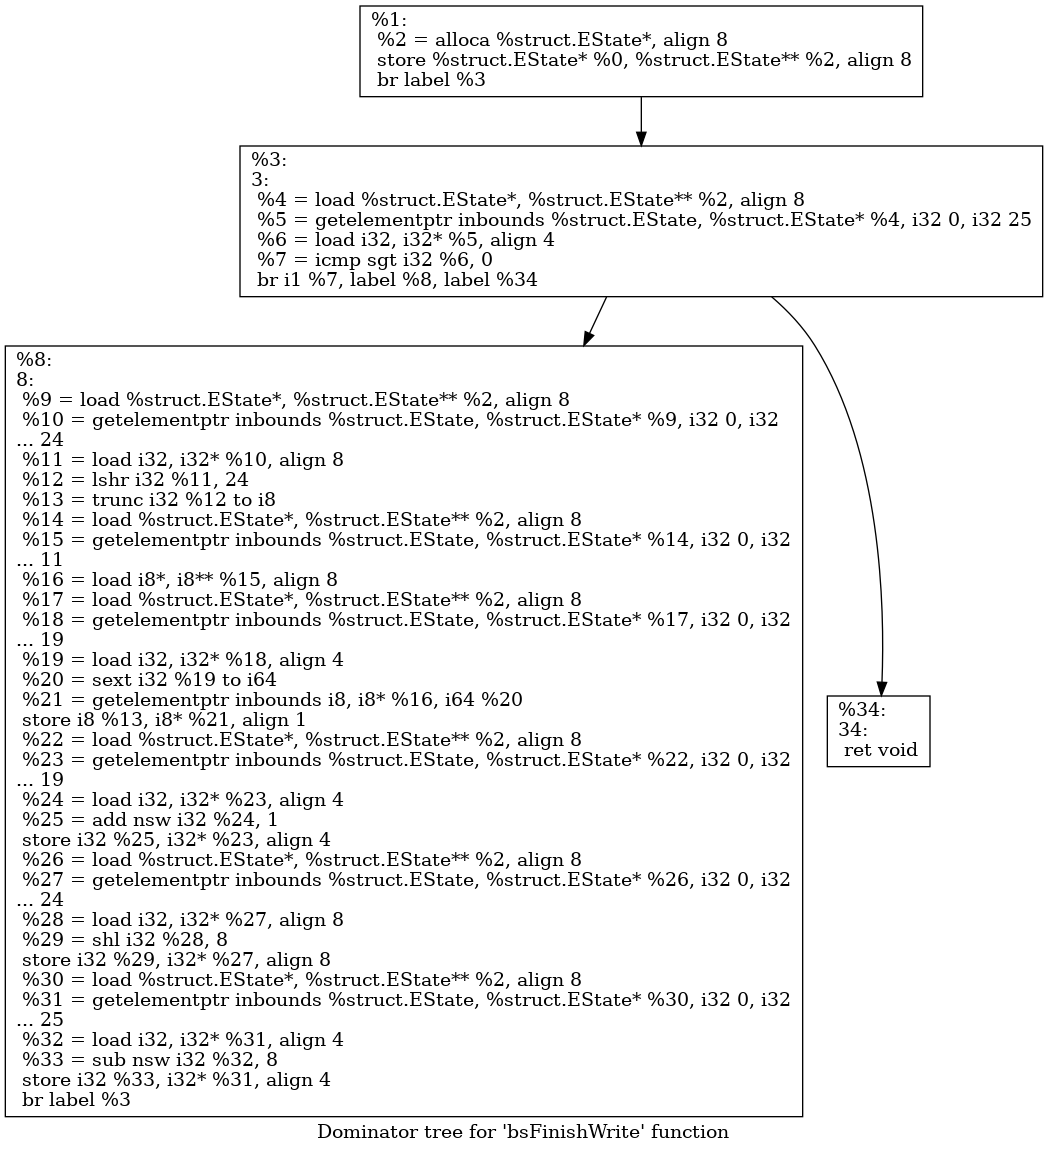 %1:
%2 = alloca %struct.EState*, align 8
store %struct.EState* %0, %struct.EState** %2, align 8
br label %3
%3:
3:
%4 = load %struct.EState*, %struct.EState** %2, align 8
%5 = getelementptr inbounds %struct.EState, %struct.EState* %4, i32 0, i32 25
%6 = load i32, i32* %5, align 4
%7 = icmp sgt i32 %6, 0
br i1 %7, label %8, label %34
%8:
8:
%9 = load %struct.EState*, %struct.EState** %2, align 8
%10 = getelementptr inbounds %struct.EState, %struct.EState* %9, i32 0, i32
... 24
%11 = load i32, i32* %10, align 8
%12 = lshr i32 %11, 24
%13 = trunc i32 %12 to i8
%14 = load %struct.EState*, %struct.EState** %2, align 8
%15 = getelementptr inbounds %struct.EState, %struct.EState* %14, i32 0, i32
... 11
%16 = load i8*, i8** %15, align 8
%17 = load %struct.EState*, %struct.EState** %2, align 8
%18 = getelementptr inbounds %struct.EState, %struct.EState* %17, i32 0, i32
... 19
%19 = load i32, i32* %18, align 4
%20 = sext i32 %19 to i64
%21 = getelementptr inbounds i8, i8* %16, i64 %20
store i8 %13, i8* %21, align 1
%22 = load %struct.EState*, %struct.EState** %2, align 8
%23 = getelementptr inbounds %struct.EState, %struct.EState* %22, i32 0, i32
... 19
%24 = load i32, i32* %23, align 4
%25 = add nsw i32 %24, 1
store i32 %25, i32* %23, align 4
%26 = load %struct.EState*, %struct.EState** %2, align 8
%27 = getelementptr inbounds %struct.EState, %struct.EState* %26, i32 0, i32
... 24
%28 = load i32, i32* %27, align 8
%29 = shl i32 %28, 8
store i32 %29, i32* %27, align 8
%30 = load %struct.EState*, %struct.EState** %2, align 8
%31 = getelementptr inbounds %struct.EState, %struct.EState* %30, i32 0, i32
... 25
%32 = load i32, i32* %31, align 4
%33 = sub nsw i32 %32, 8
store i32 %33, i32* %31, align 4
br label %3
%34:
34:
ret void
Dominator tree for 'bsFinishWrite' function